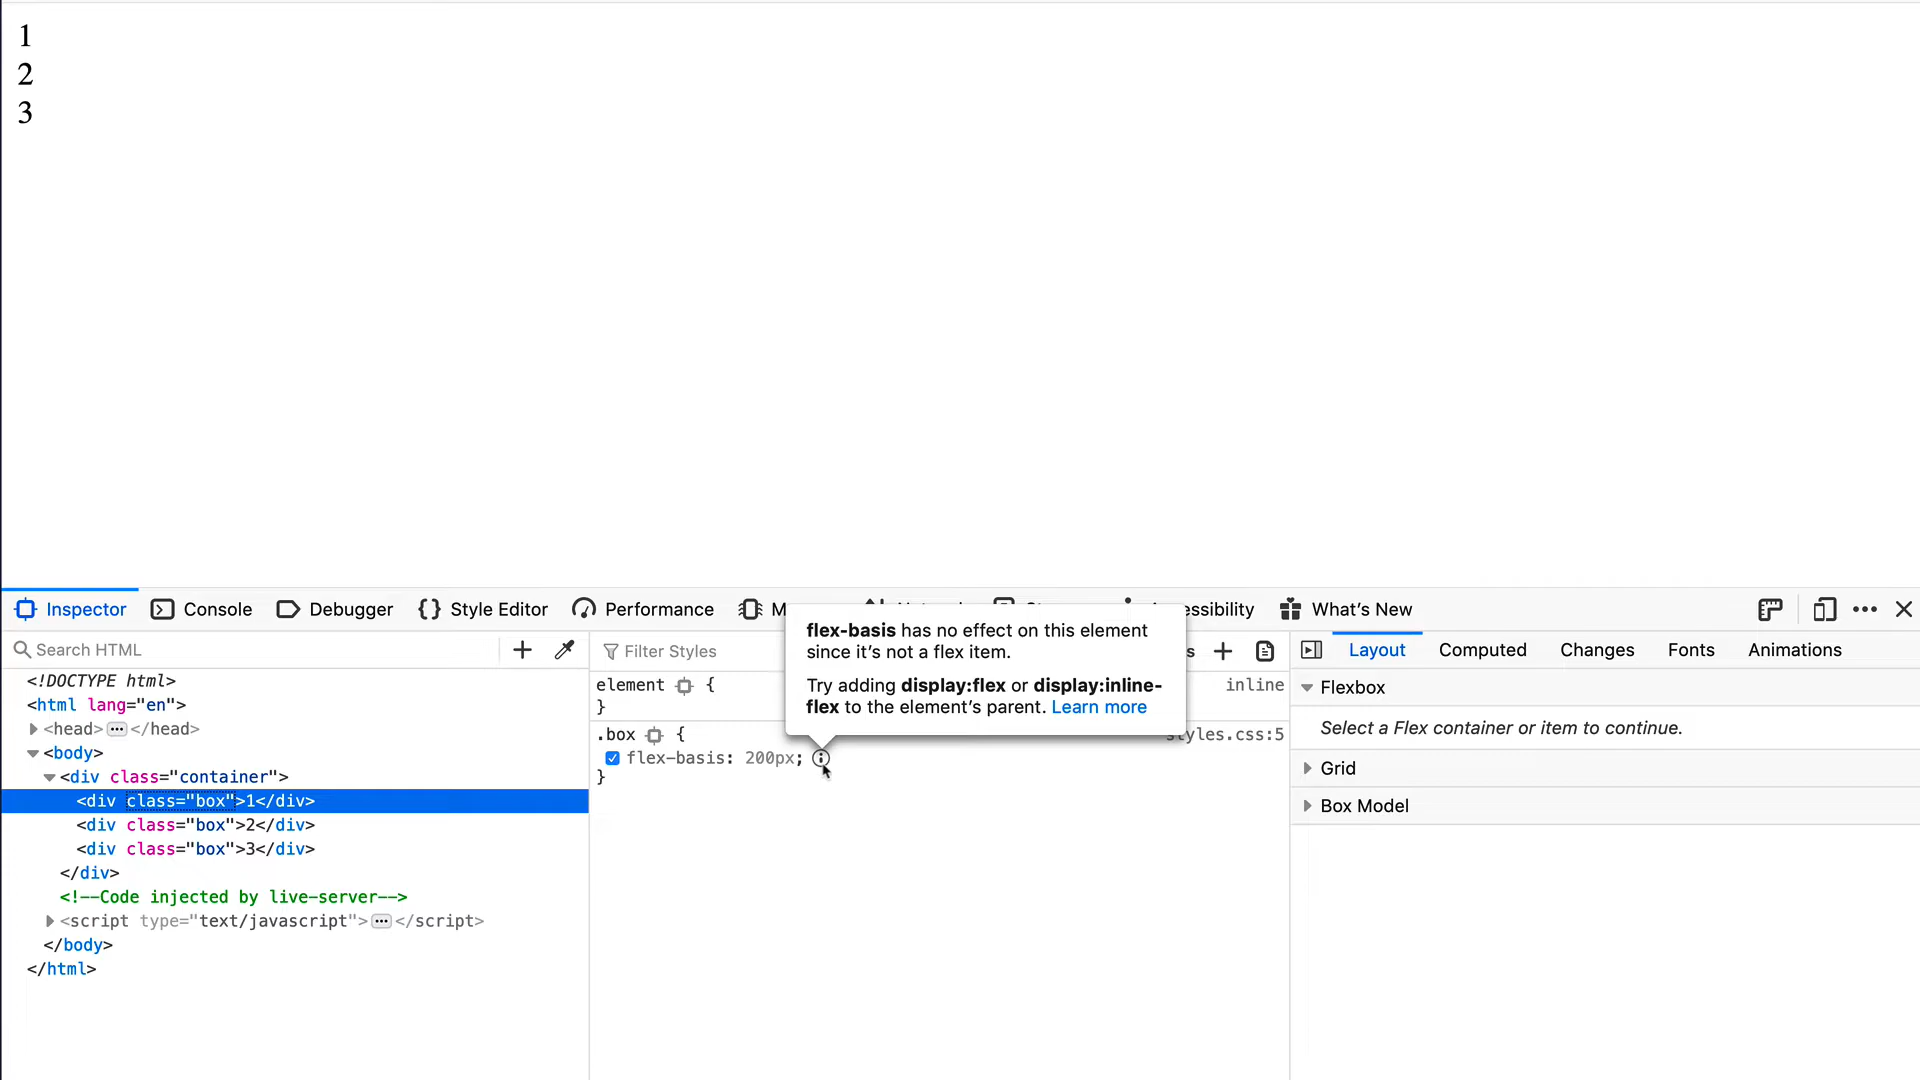 1
2
3
Inspector Console Debugger {} Style Editor Performance What's New
Search HTML
Filter Styles
Layout Computed Changes Fonts Animations
flex-basis has no effect on this element
since it's not a flex item.
Try adding display:flex or display:inline-
flex to the element's parent. Learn more
<!DOCTYPE html>
<html lang="en">
<head>···</head>
<body>
<div class="container">
<div class="box">1</div>
<div class="box">2</div>
<div class="box">3</div>
</div>
<!--Code injected by live-server-->
<script type="text/javascript">···</script>
</body>
</html>
element {
inline
}
.box {
styles.css:5
flex-basis: 200px;
}
Flexbox
Select a Flex container or item to continue.
Grid
Box Model